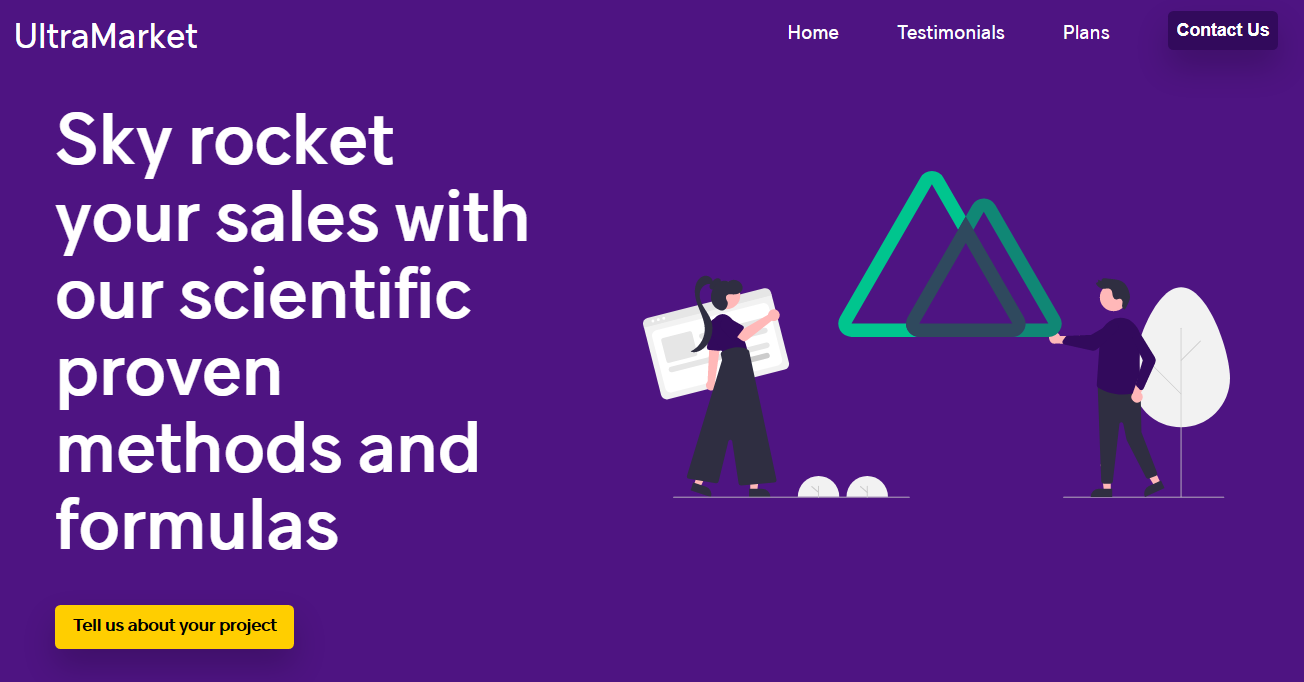 UltraMarket
Home
Testimonials
Plans
Contact Us
Sky rocket
your sales with
our scientific
proven
methods and
formulas
Tell us about your project